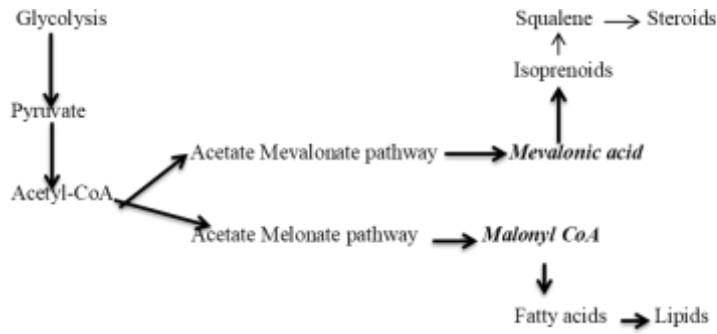 Glycolysis
Squalene
Steroids
Isoprenoids
Pyruvate
Acetate Mevalonate pathway
Mevalonic acid
Acetyl-CoA
Acetate Melonate pathway
Malonyl CoA
Fatty acids
Lipids